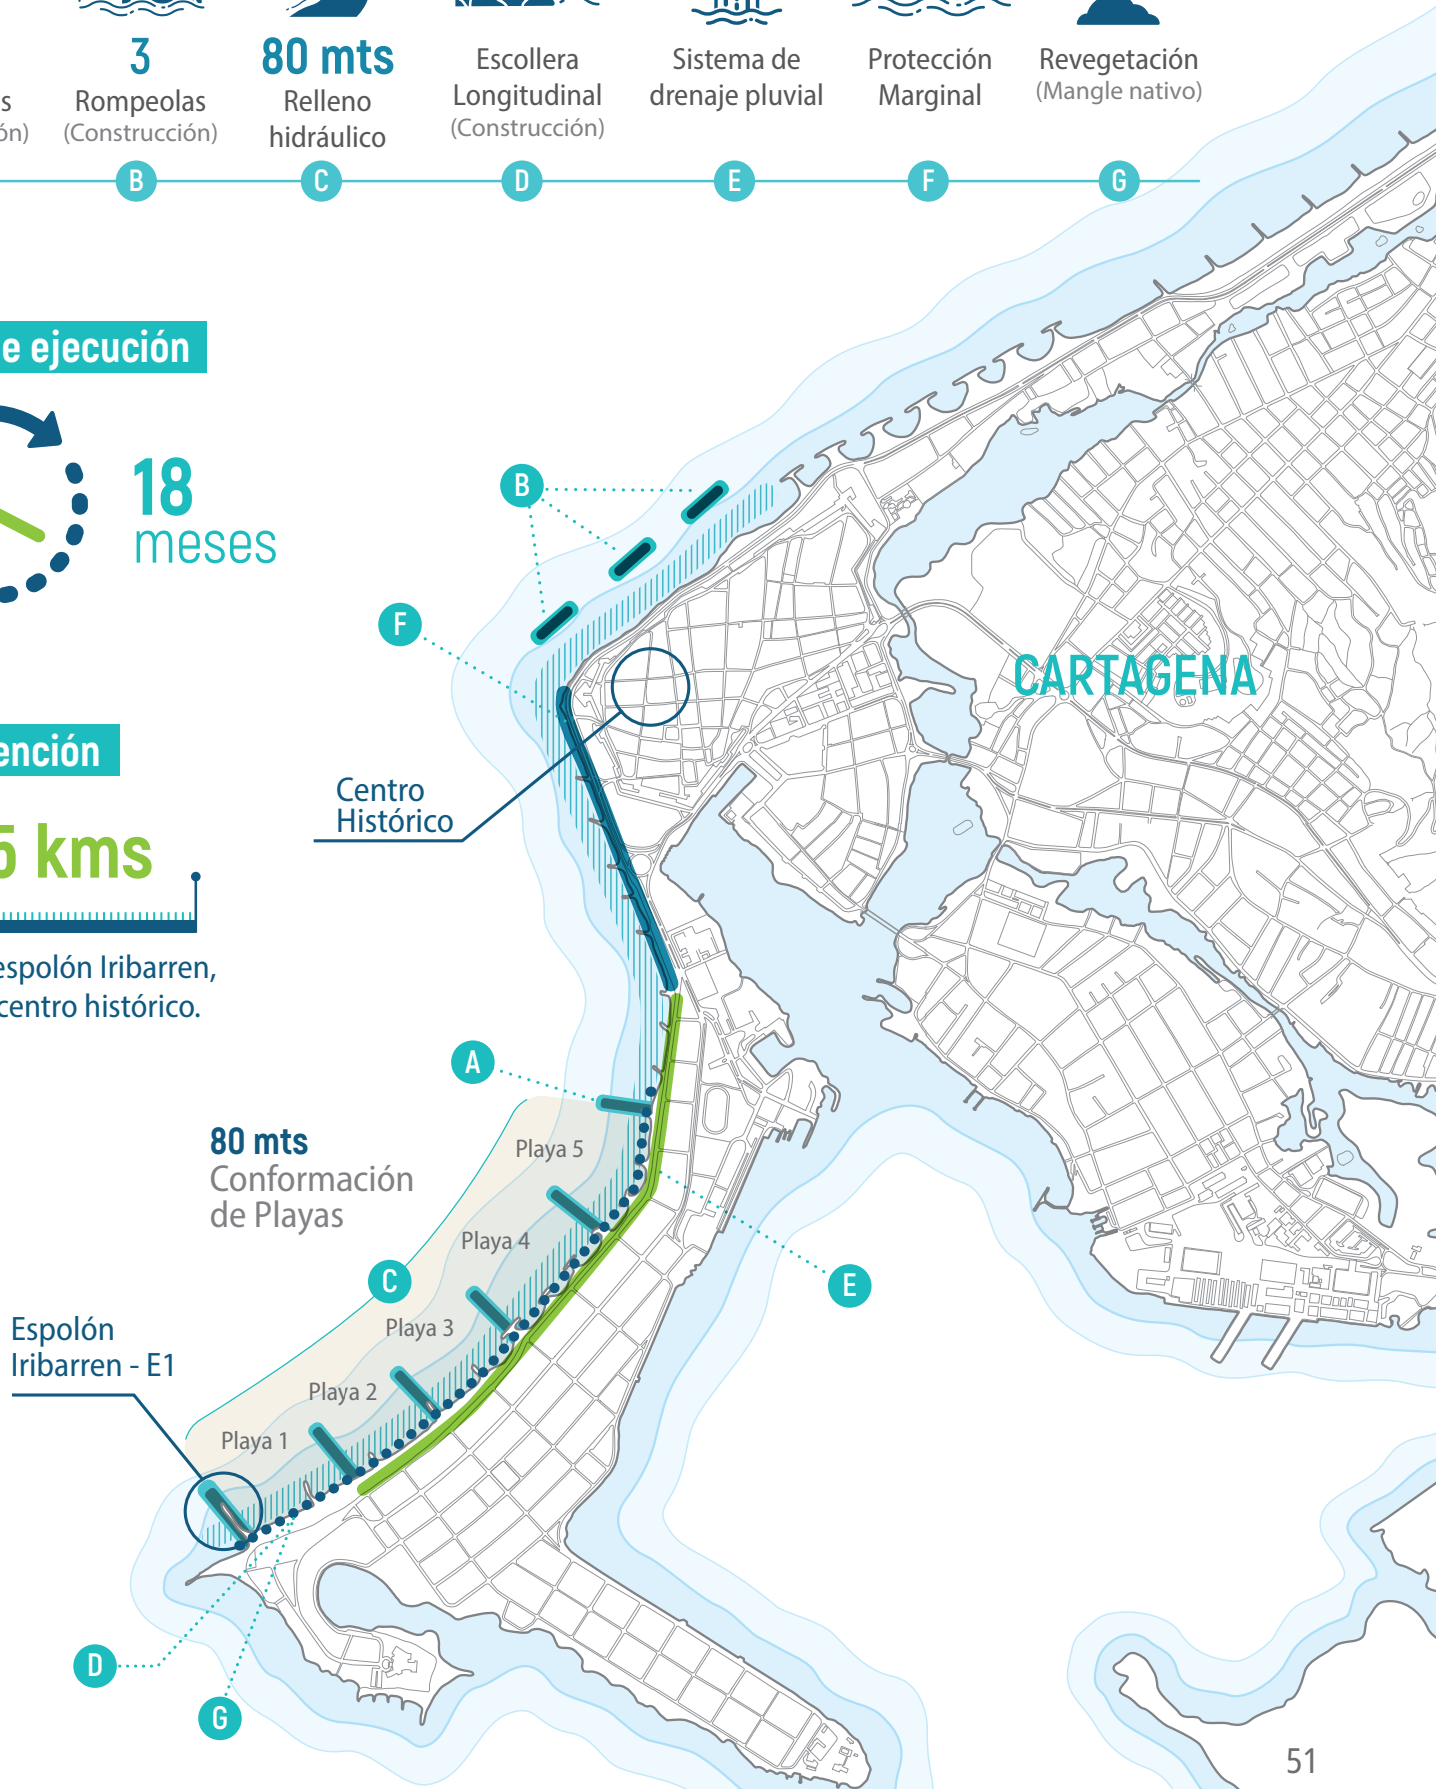 3
Rompeolas
(Construcción)
80 mts
Relleno
hidráulico
Escollera
Longitudinal
(Construcción)
Sistema de
drenaje pluvial
Protección
Marginal
Revegetación
(Mangle nativo)
s
ón)
B
C
D
E
F
G
e ejecución
18
meses
B
F
CARTAGENA
ención
Centro
Histórico
5 kms
espolón Iribarren,
centro histórico.
A
80 mts
Conformación
de Playas
Playa 5
Playa 4
C
E
Playa 3
Espolón
Iribarren - E1
Playa 2
Playa 1
D
G
51